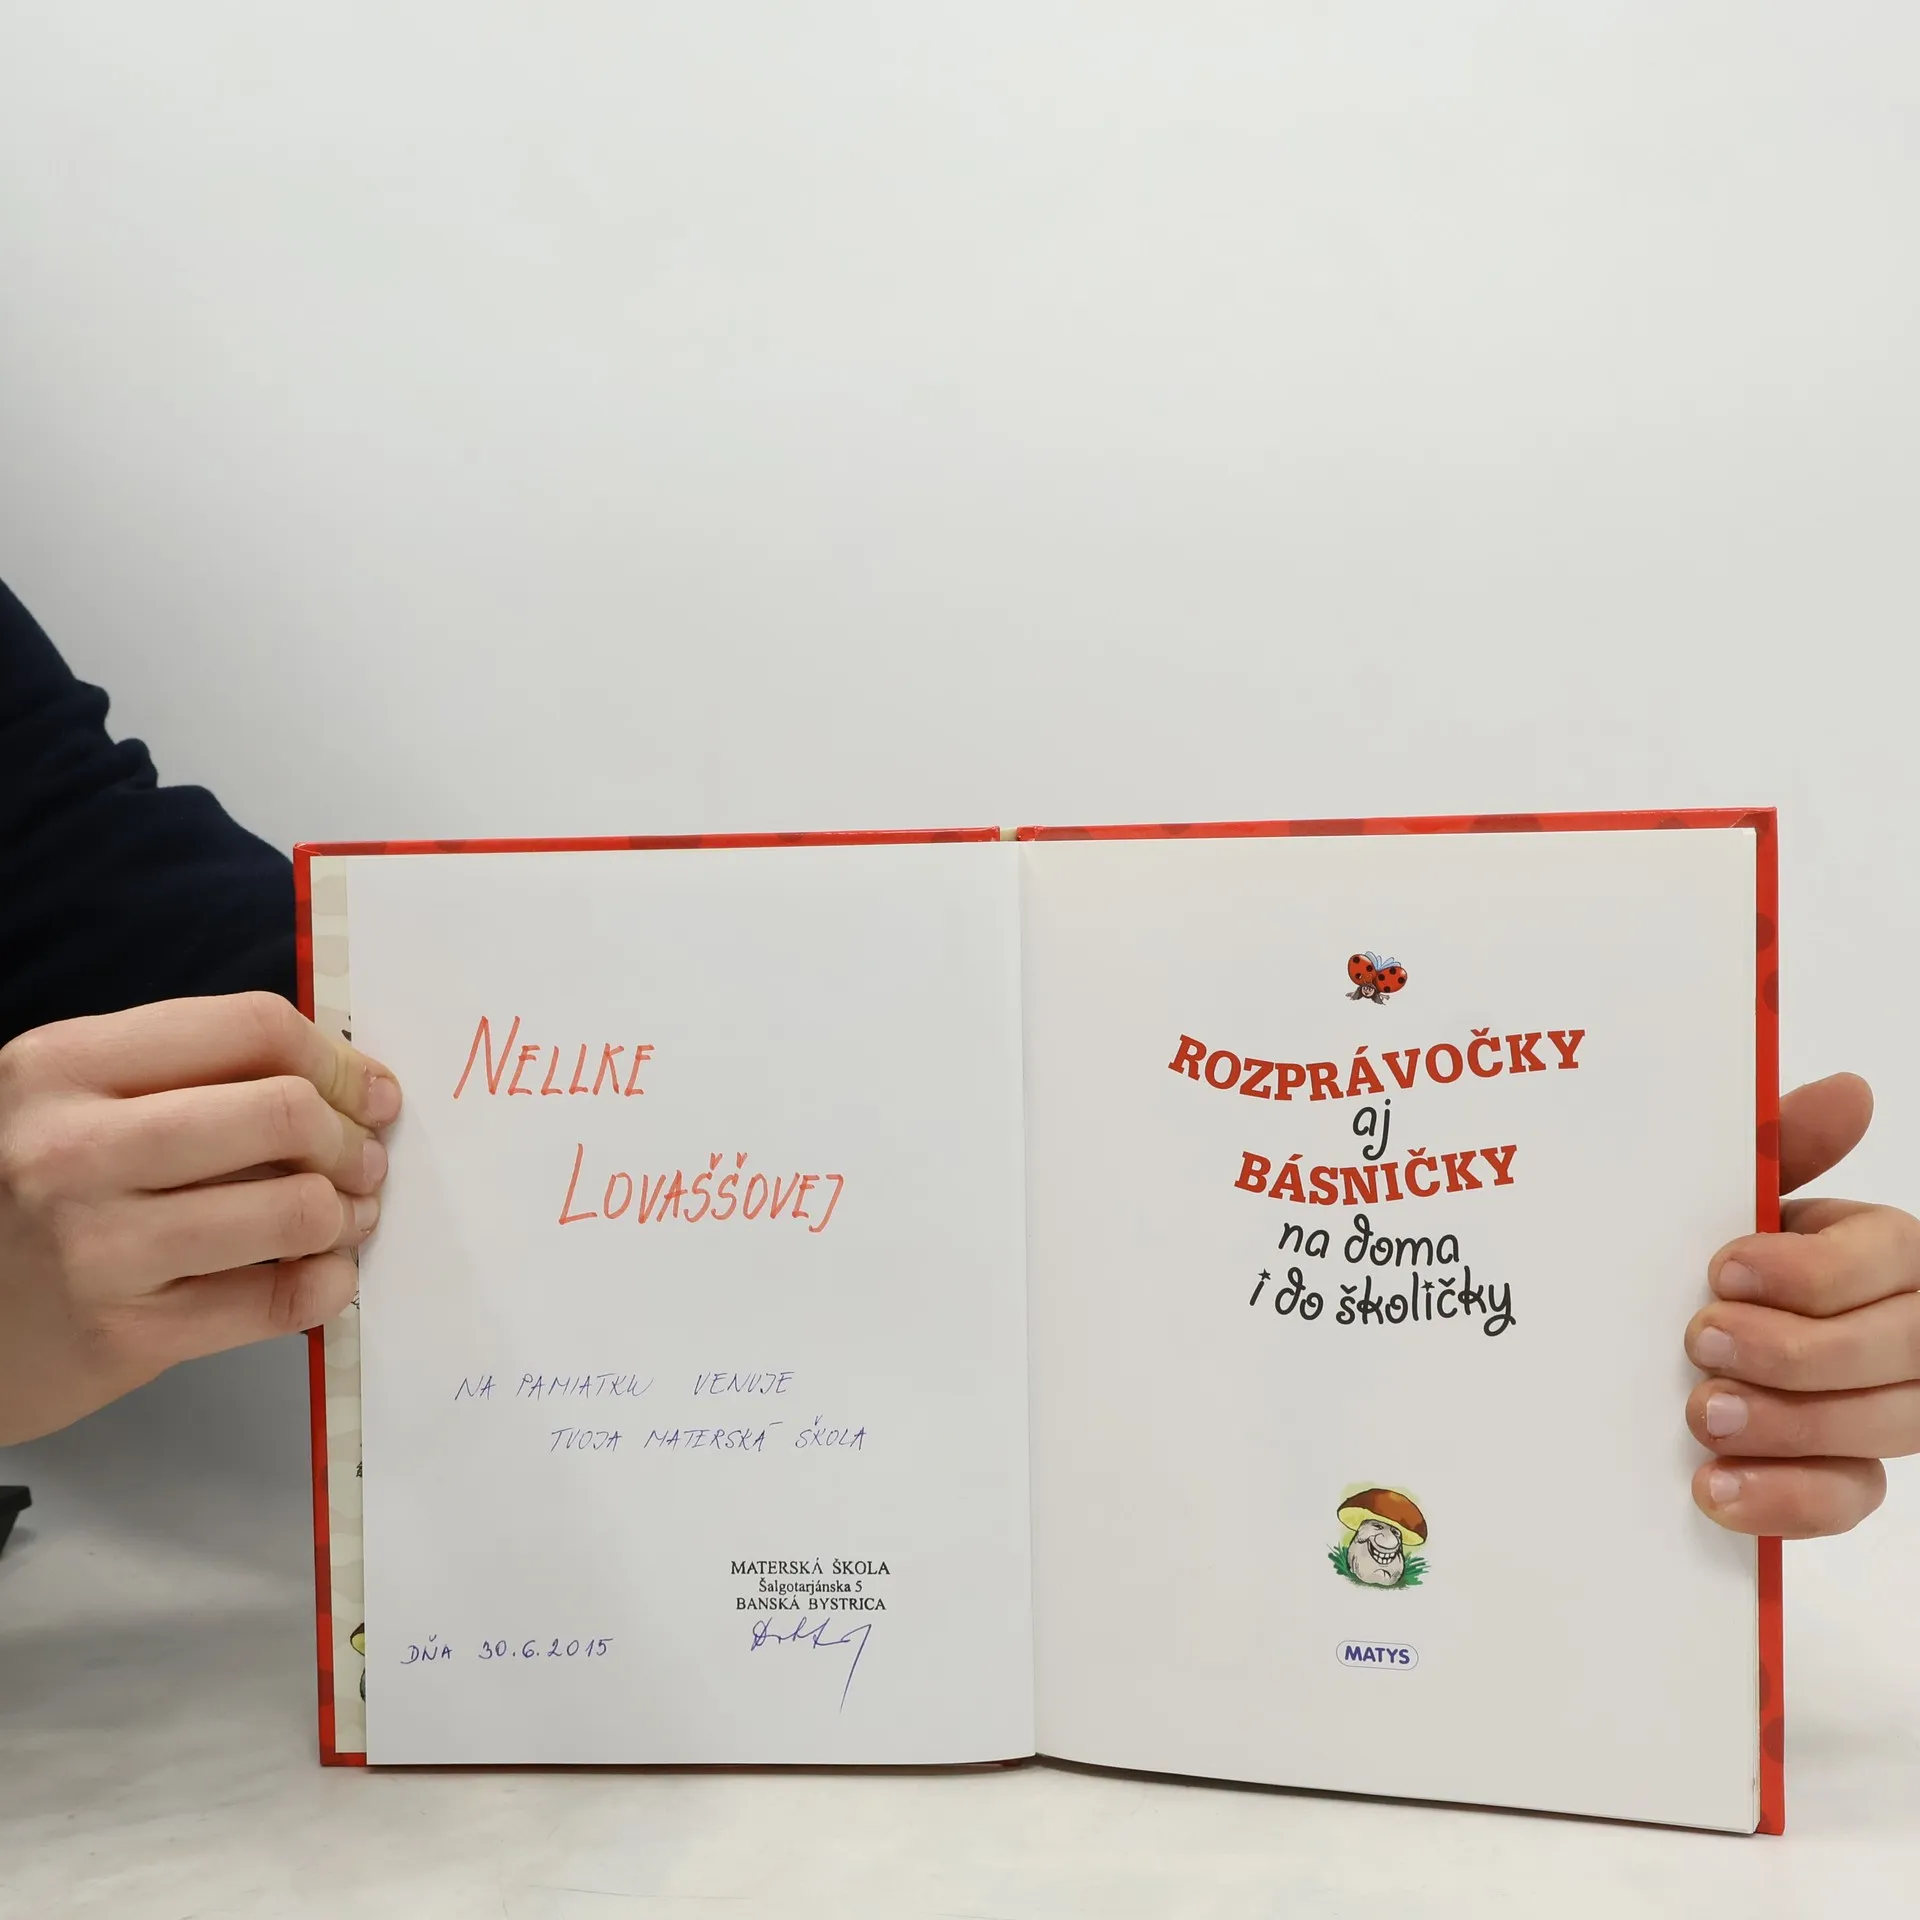 NELLKE
LOVAŠŠOVEJ
NA PAMIATKU VENUJE
TVOJA MATERSKÁ ŠKOLA
MATERSKÁ ŠKOLA
Šalgotarjánska 5
BANSKÁ BYSTRICA
DŇA 30.6.2015
ROZPRÁVOČKY
aj
BÁSNIČKY
na doma
i do školičky
MATYS